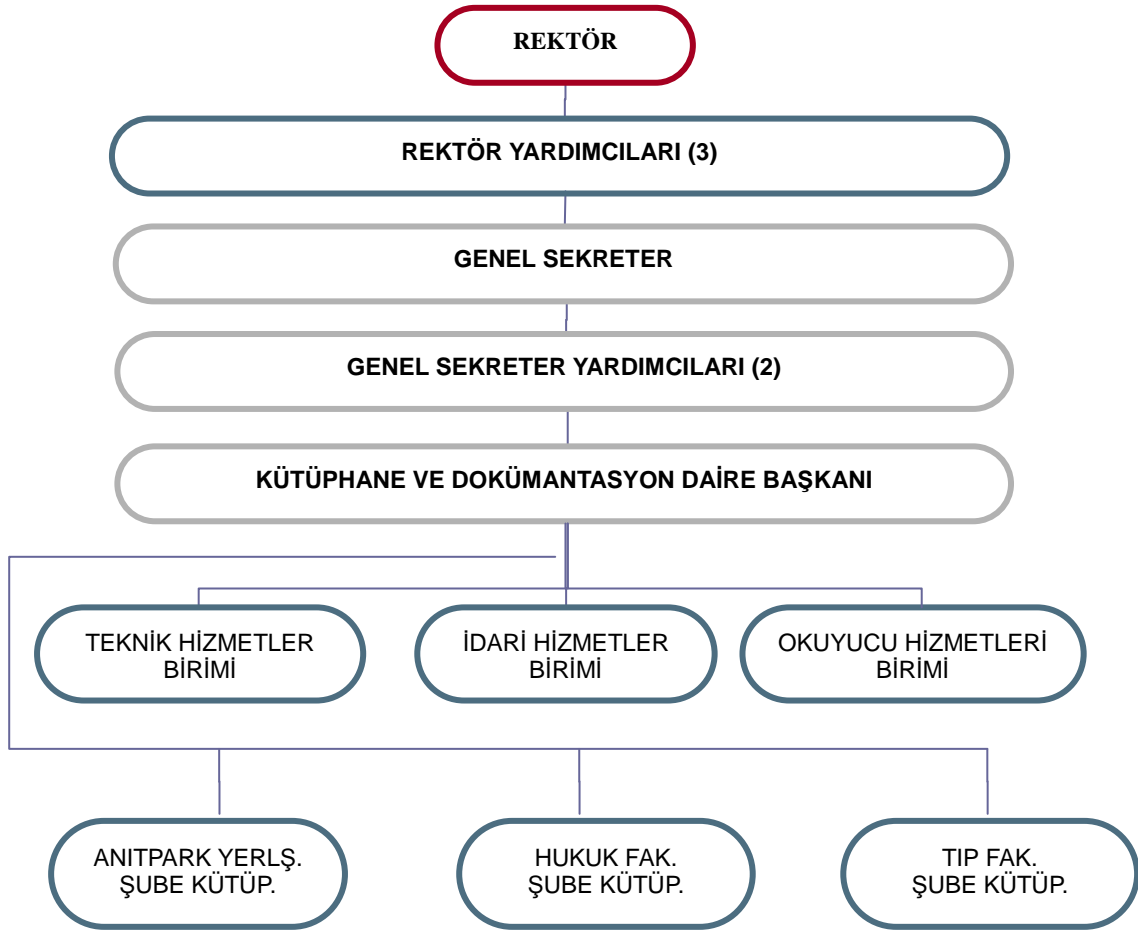 REKTÖR
REKTÖR YARDIMCILARI (3)
GENEL SEKRETER
GENEL SEKRETER YARDIMCILARI (2)
KÜTÜPHANE VE DOKÜMANTASYON DAİRE BAŞKANI
TEKNİK HİZMETLER
BİRİMİ
İDARİ HİZMETLER
BİRİMİ
OKUYUCU HİZMETLERİ
BİRİMİ
ANITPARK YERLŞ.
ŞUBE KÜTÜP.
HUKUK FAK.
ŞUBE KÜTÜP.
TIP FAK.
ŞUBE KÜTÜP.